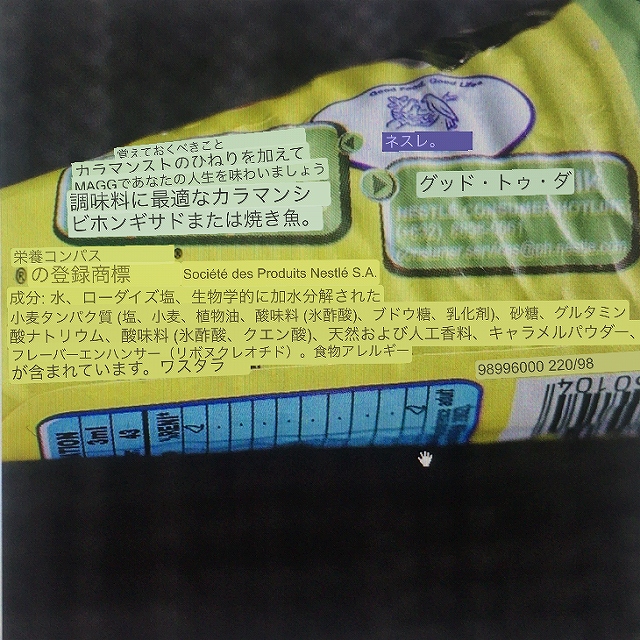 Good Food, Good Life®
ネスレ。
覚えておくべきこと
カラマンストのひねりを加えて
MAGGであなたの人生を味わいましょう
調味料に最適なカラマンシ
ビホンギサドまたは焼き魚。
グッド・トゥ・ダ
NESTLÉ CONSUMER HOTLINE
栄養コンパス
®の登録商標
Société des Produits Nestlé S.A.
成分: 水、ローダイズ塩、生物学的に加水分解された
小麦タンパク質 (塩、小麦、植物油、酸味料 (氷酢酸)、ブドウ糖、乳化剤)、砂糖、グルタミン
酸ナトリウム、酸味料 (氷酢酸、クエン酸)、天然および人工香料、キャラメルパウダー、
フレーバーエンハンサー（リボヌクレオチド）。食物アレルギー
が含まれています。ワスタラ
98996000 220/98
3ml
43